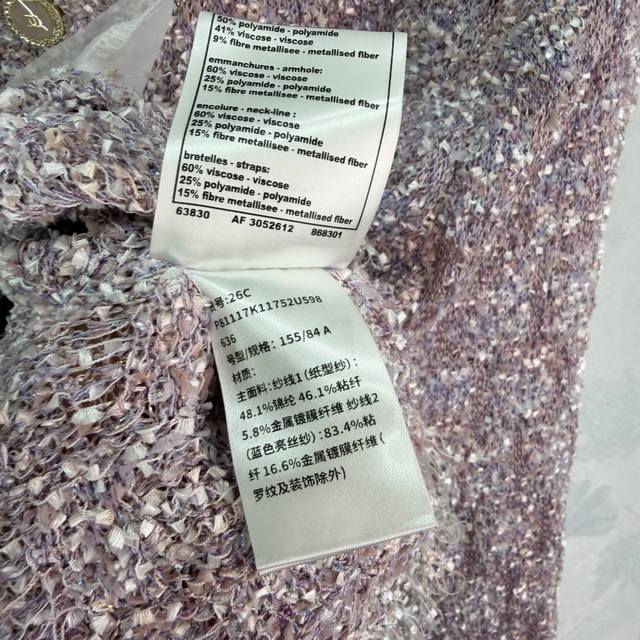 50% polyamide - polyamide
41% viscose - viscose
9% fibre metallisee - metallised fiber
emmanchures - armhole:
60% viscose - viscose
25% polyamide - polyamide
15% fibre metallisee - metallised fiber
encolure - neck-line :
60% viscose - viscose
25% polyamide - polyamide
15% fibre metallisee - metallised fiber
bretelles - straps:
60% viscose - viscose
25% polyamide - polyamide
15% fibre metallisee - metallised fiber
63830 AF 3052612 868301
号:26C
P81117K11752U598
636
号型/规格: 155/84 A
材质:
主面料:纱线1(纸型纱):
48.1%锦纶 46.1%粘纤
5.8%金属镀膜纤维 纱线2
(蓝色亮丝纱):83.4%粘
纤 16.6%金属镀膜纤维(
罗纹及装饰除外)